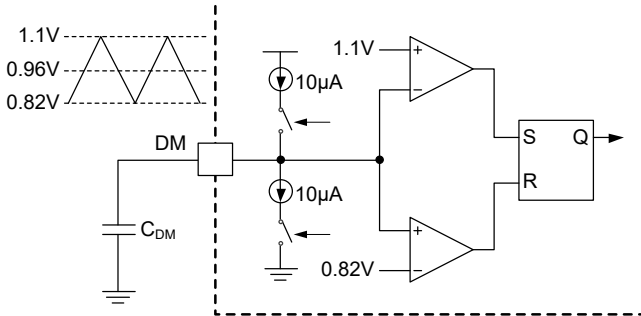 1.1V
0.96V
0.82V
DM
C_DM
10µA
10µA
1.1V
+
−
+
−
0.82V
S
Q
R